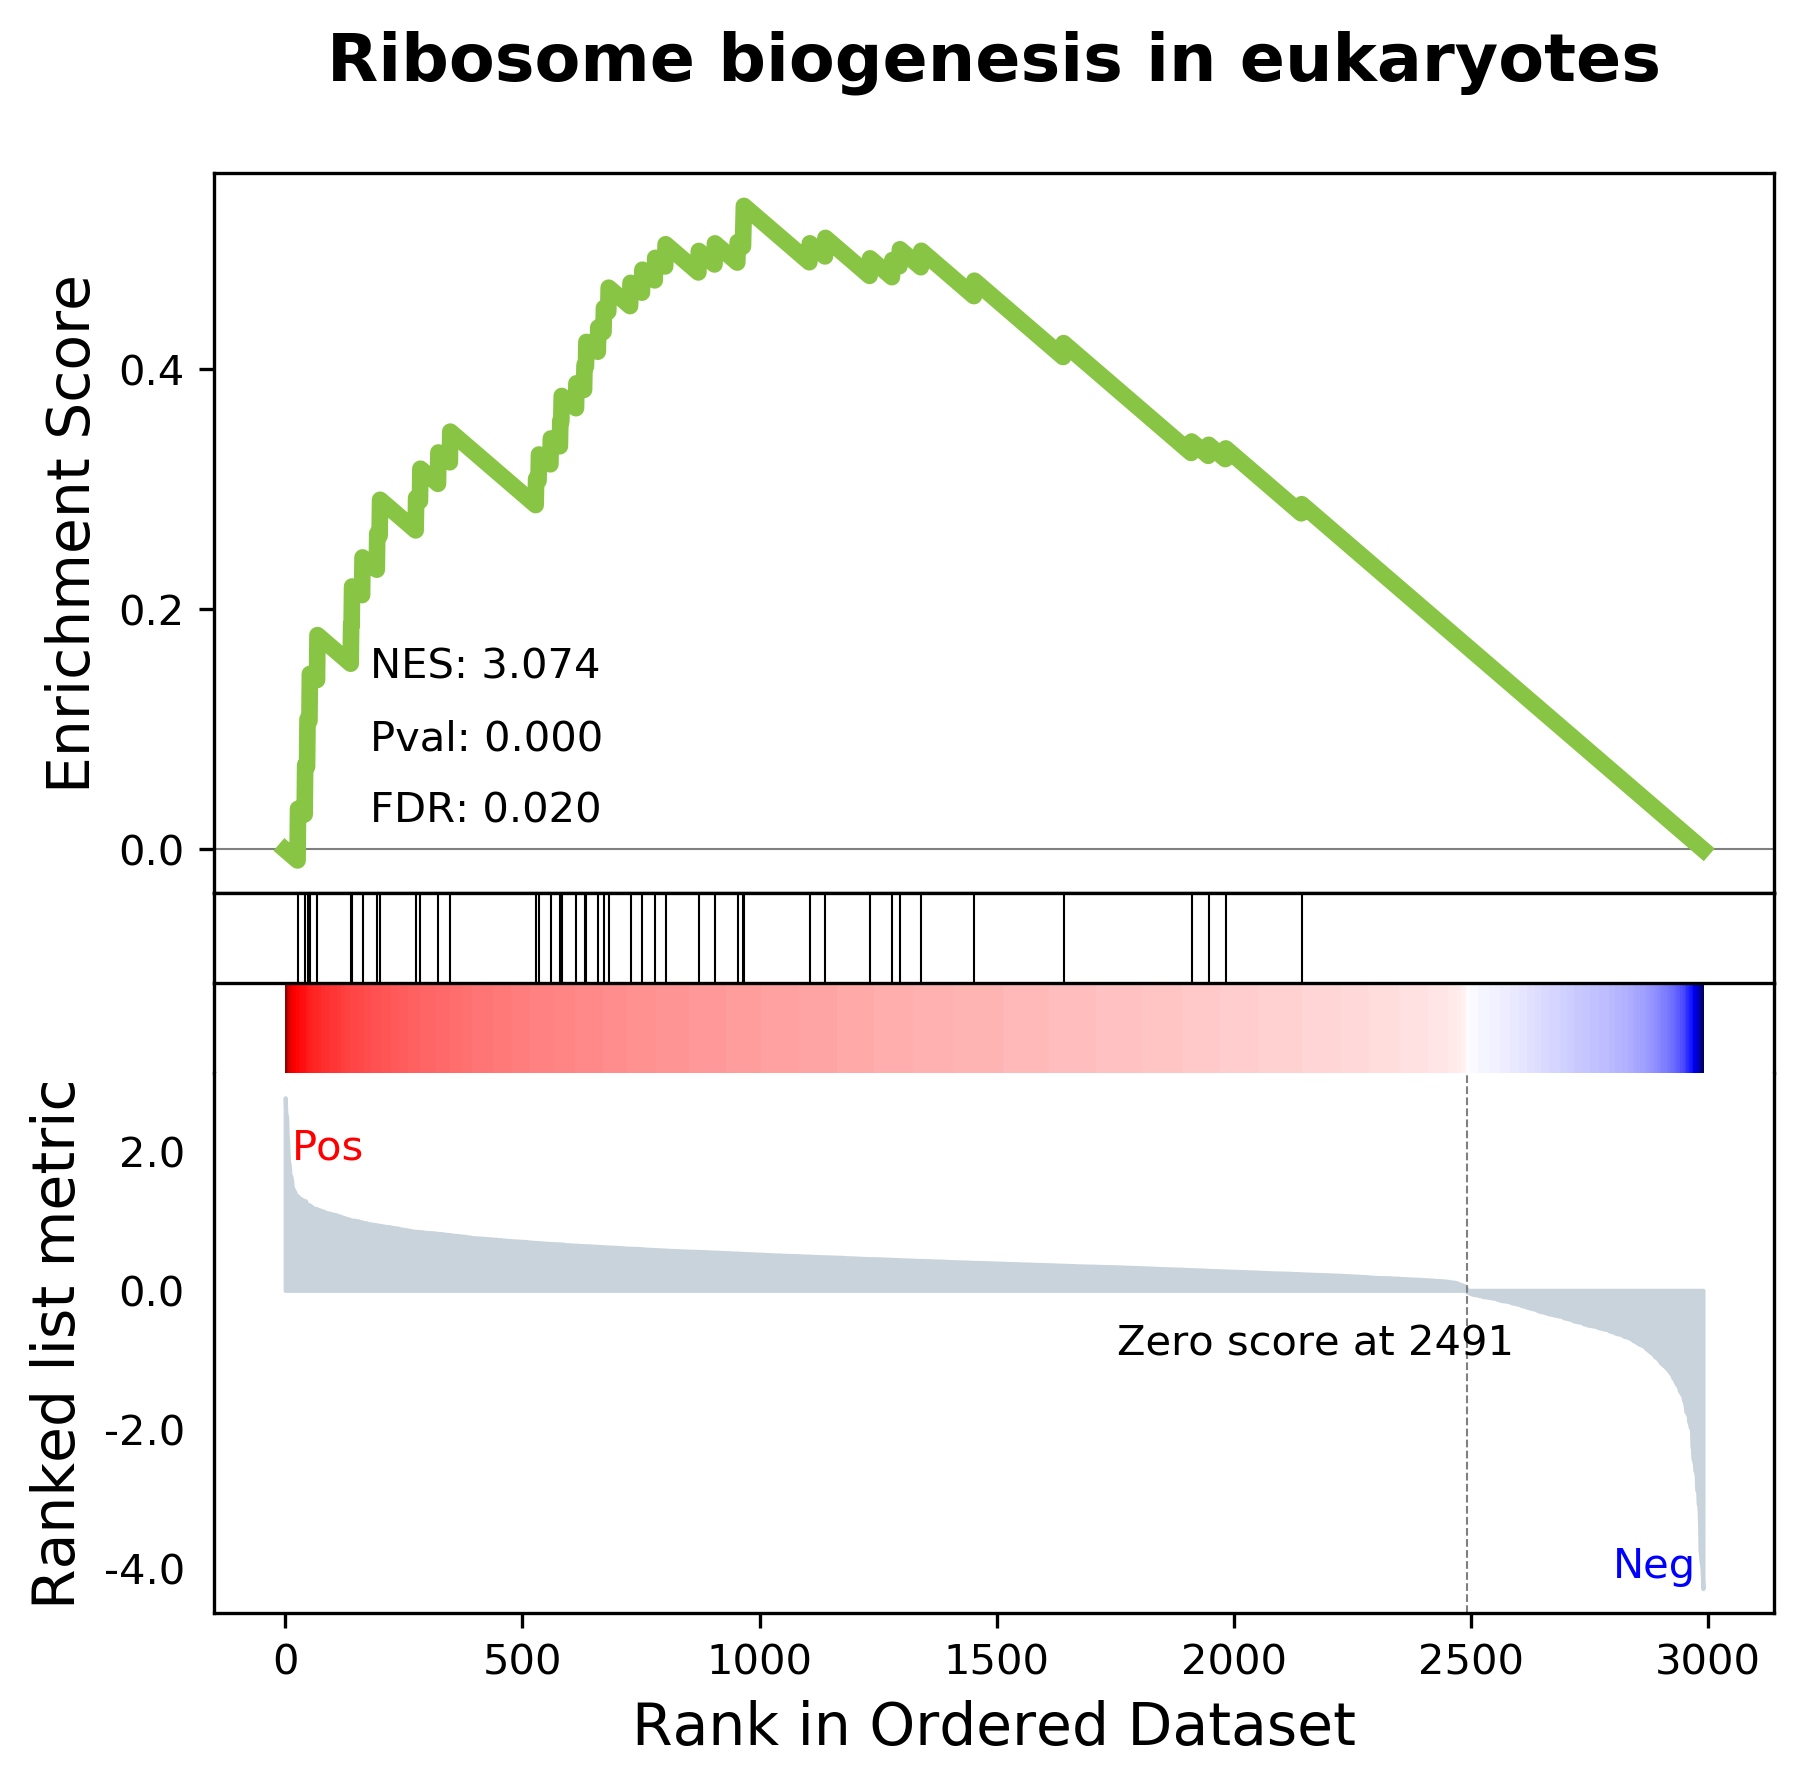 Ribosome biogenesis in eukaryotes
Enrichment Score
0.4
0.2
0.0
NES: 3.074
Pval: 0.000
FDR: 0.020
Ranked list metric
2.0
0.0
-2.0
-4.0
Pos
Zero score at 2491
Neg
0 500 1000 1500 2000 2500 3000
Rank in Ordered Dataset